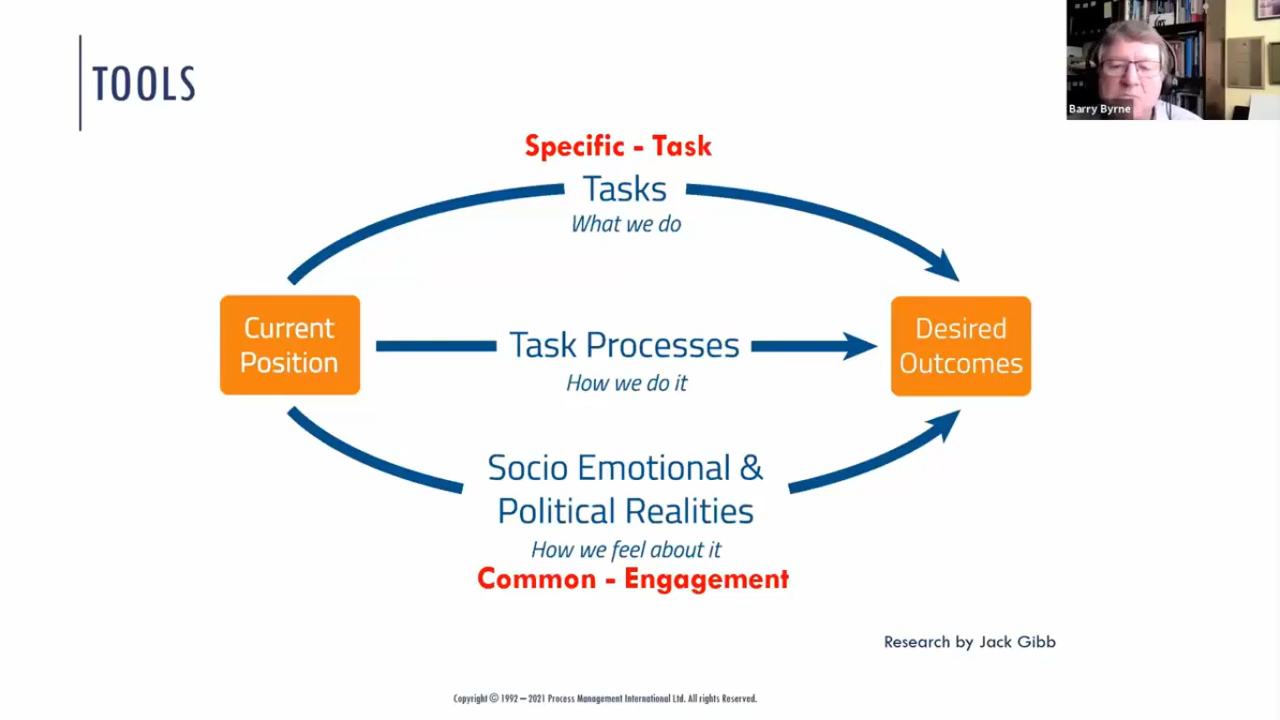 TOOLS
Barry Byrne
Specific - Task
Tasks
What we do
Current
Position
Task Processes
How we do it
Desired
Outcomes
Socio Emotional &
Political Realities
How we feel about it
Common - Engagement
Research by Jack Gibb
Copyright © 1992 – 2021 Process Management International Ltd. All rights Reserved.